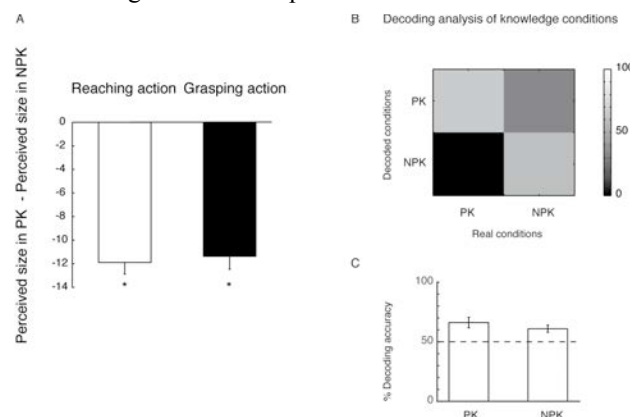 A
Perceived size in PK - Perceived size in NPK
Reaching action Grasping action
0
-2
-4
-6
-8
-10
-12
-14
* *
B Decoding analysis of knowledge conditions
Decoded conditions
PK
NPK
PK NPK
Real conditions
100
50
0
C
% Decoding accuracy
100
50
0
PK NPK